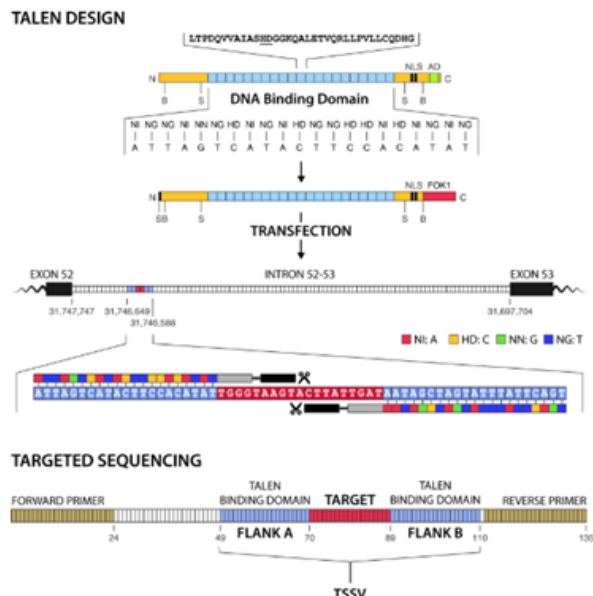 TALEN DESIGN
LTPDQVVAIASHDGGKQALETVQRLLPVLLCQDHG
NLS AD
N C
B S S B
DNA Binding Domain
NI NG NG NI NN NG HD NI NG NI HD NG NG HD HD NI HD NI NG NI NG
A T T A G T C A T A C T T C C A C A T A T
NLS FOK1
N C
SB S S B
TRANSFECTION
EXON 52 INTRON 52-53 EXON 53
31,747,747 31,746,649 31,697,704
31,746,588
NI: A HD: C NN: G NG: T
ATTAGTCATACTTCCACATATTGGGTAAGTACTTATTGATAATAGCTAGTATTTATTCAGT
TARGETED SEQUENCING
TALEN TALEN
FORWARD PRIMER BINDING DOMAIN TARGET BINDING DOMAIN REVERSE PRIMER
24 49 FLANK A 70 89 FLANK B 110 135
TSSV